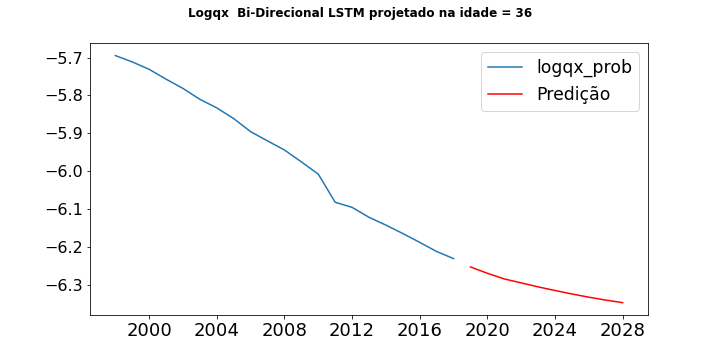 Logqx  Bi-Direcional LSTM projetado na idade = 36
−5.7
−5.8
−5.9
−6.0
−6.1
−6.2
−6.3
logqx_prob
Predição
2000 2004 2008 2012 2016 2020 2024 2028